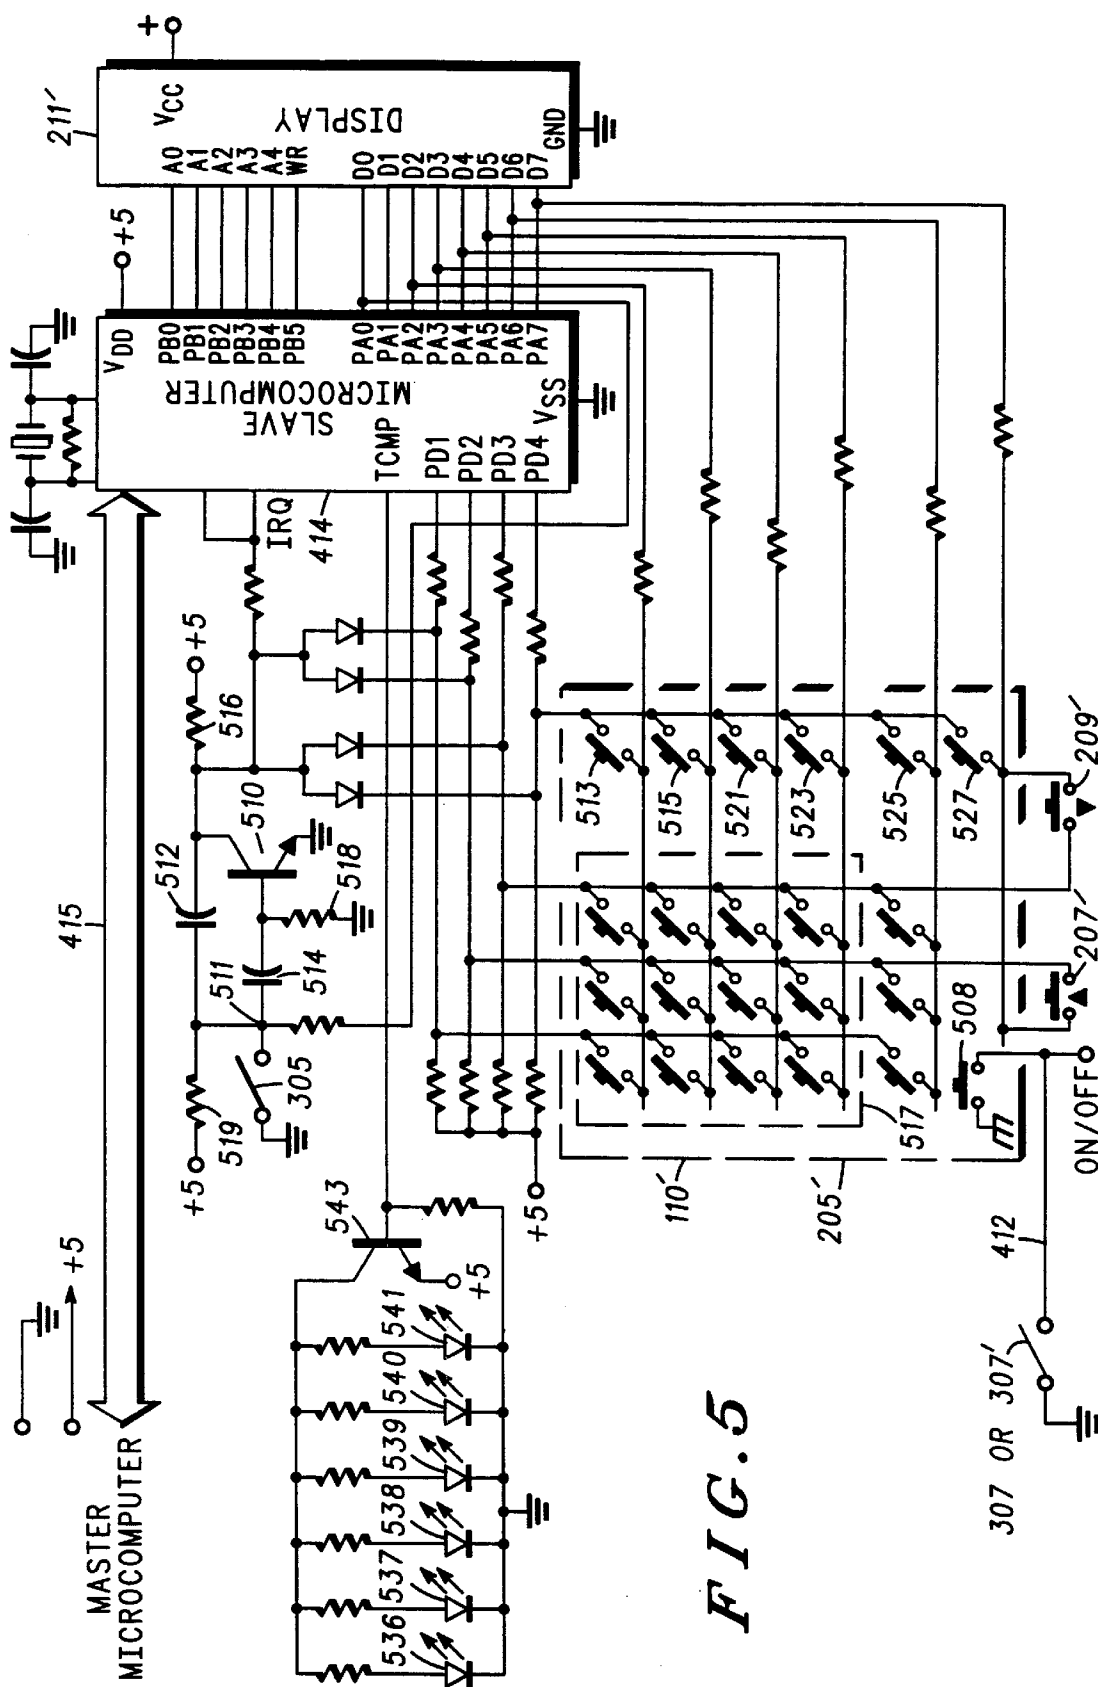 MASTER
MICROCOMPUTER
+5
415
+5
519
305
511
514
512
510
518
516
+5
IRQ
414
SLAVE
MICROCOMPUTER
VDD
PB0
PB1
PB2
PB3
PB4
PB5
PA0
PA1
PA2
PA3
PA4
PA5
PA6
PA7
VSS
TCMP
PD1
PD2
PD3
PD4
+5
DISPLAY
VCC
A0
A1
A2
A3
A4
WR
D0
D1
D2
D3
D4
D5
D6
D7
GND
211'
+
536
537
538
539
540
541
543
+5
+5
110'
205'
517
513
515
521
523
525
527
508
207'
209'
412
ON/OFF
307 OR 307'
FIG.5